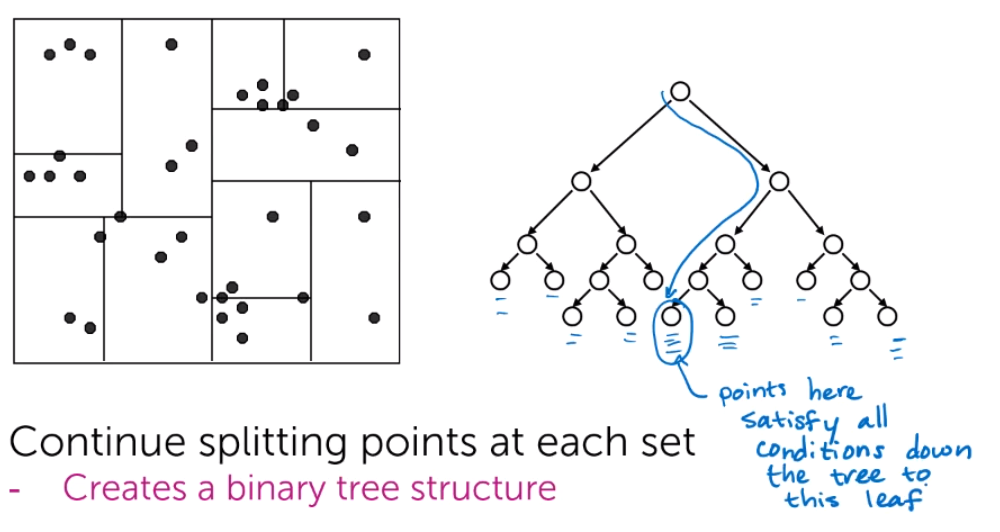 points here
satisfy all
conditions down
the tree to
this leaf
Continue splitting points at each set
- Creates a binary tree structure